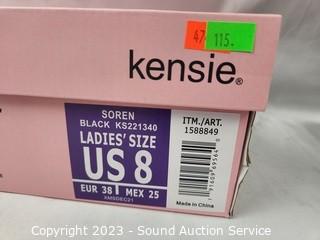 47 115.
kensie®
SOREN
BLACK KS221340
LADIES' SIZE
US 8
EUR 38 MEX 25
XMSDEC21
ITM./ART.
1588849
Made in China
Copyright © 2023 - Sound Auction Service